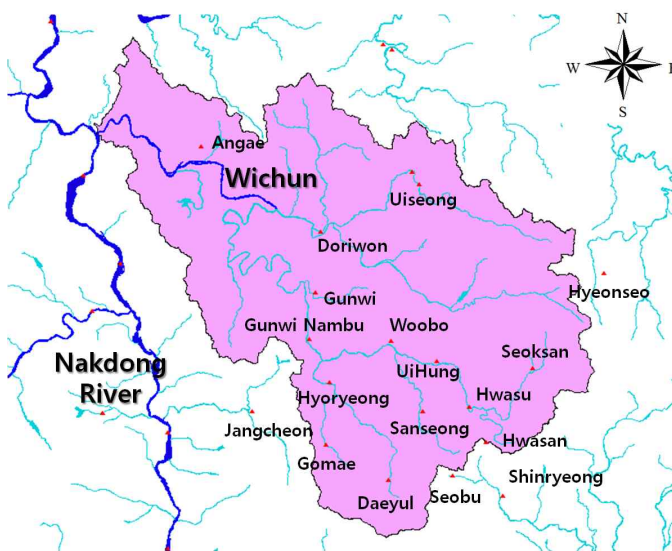 N
W
E
S
Angae
Wichun
Uiseong
Doriwon
Hyeonseo
Gunwi
Gunwi Nambu
Woobo
Nakdong
River
UiHung
Seoksan
Hyoryeong
Hwasu
Jangcheon
Sanseong
Hwasan
Gomae
Shinryeong
Daeyul
Seobu